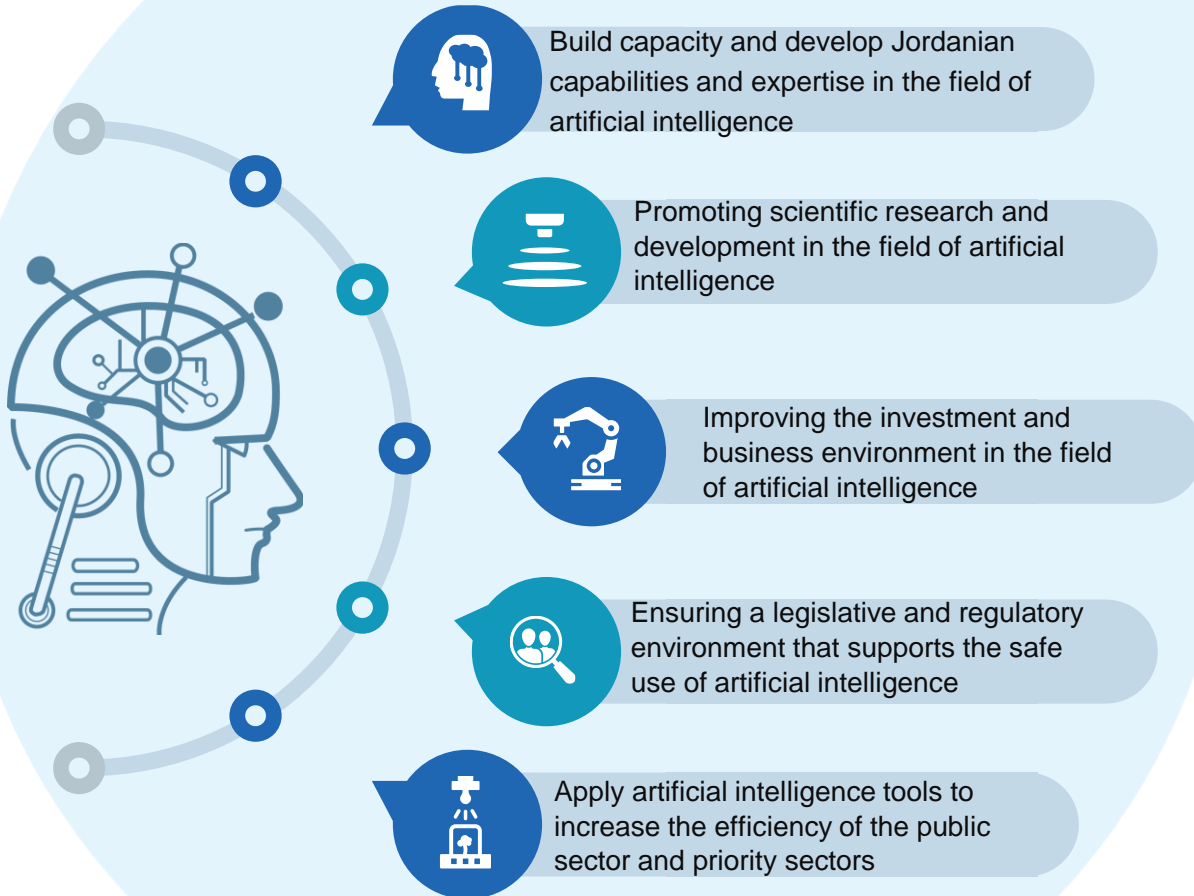 Build capacity and develop Jordanian
capabilities and expertise in the field of
artificial intelligence
Promoting scientific research and
development in the field of artificial
intelligence
Improving the investment and
business environment in the field
of artificial intelligence
Ensuring a legislative and regulatory
environment that supports the safe
use of artificial intelligence
Apply artificial intelligence tools to
increase the efficiency of the public
sector and priority sectors